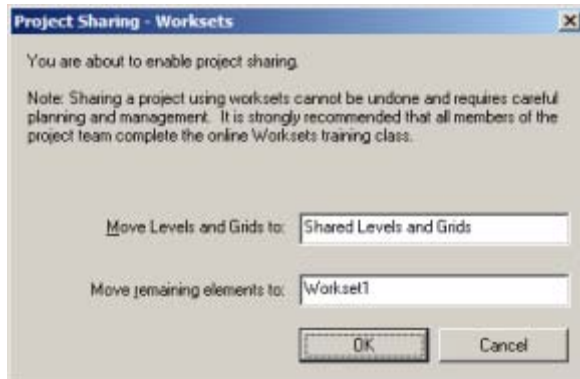 Project Sharing - Worksets
You are about to enable project sharing.
Note: Sharing a project using worksets cannot be undone and requires careful
planning and management. It is strongly recommended that all members of the
project team complete the online Worksets training class.
Move Levels and Grids to: Shared Levels and Grids
Move remaining elements to: Workset1
OK Cancel